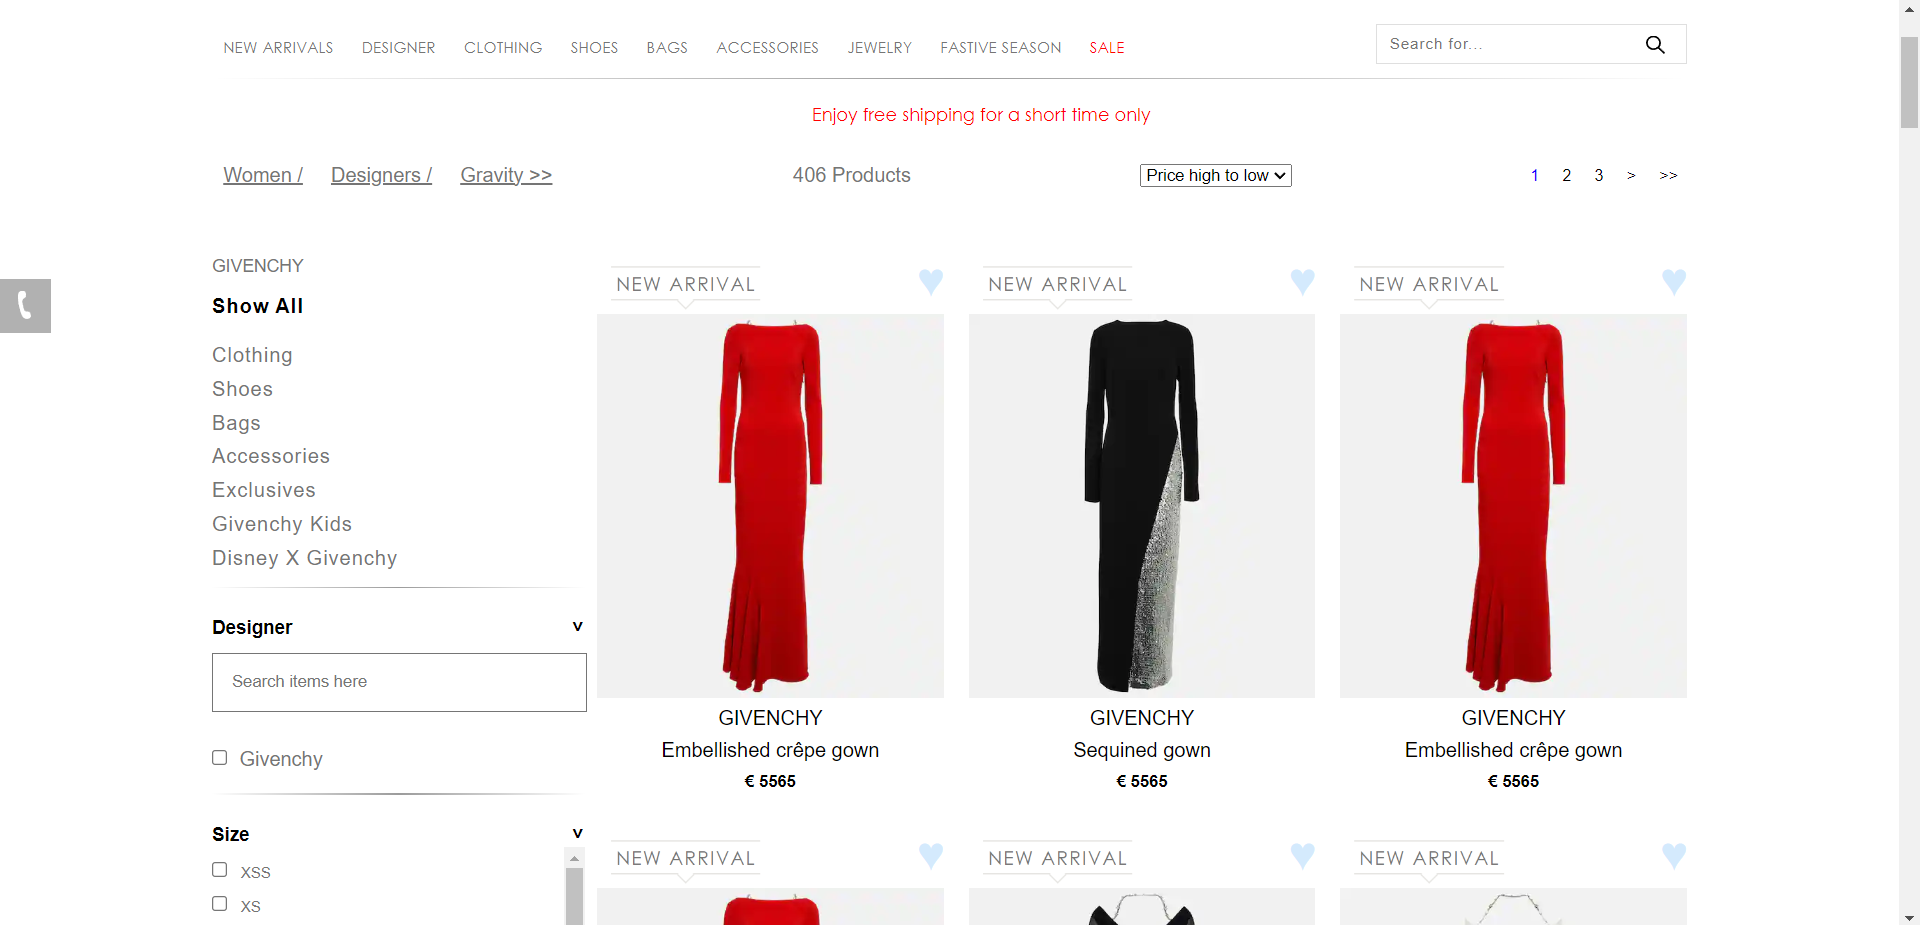 NEW ARRIVALS DESIGNER CLOTHING SHOES BAGS ACCESSORIES JEWELRY FASTIVE SEASON SALE Search for...
Enjoy free shipping for a short time only
Women / Designers / Gravity >> 406 Products Price high to low 1 2 3 > >>
GIVENCHY
Show All
Clothing
Shoes
Bags
Accessories
Exclusives
Givenchy Kids
Disney X Givenchy
Designer v
Search items here
Givenchy
Size v
XSS
XS
NEW ARRIVAL NEW ARRIVAL NEW ARRIVAL
GIVENCHY GIVENCHY GIVENCHY
Embellished crêpe gown Sequined gown Embellished crêpe gown
€ 5565 € 5565 € 5565
NEW ARRIVAL NEW ARRIVAL NEW ARRIVAL